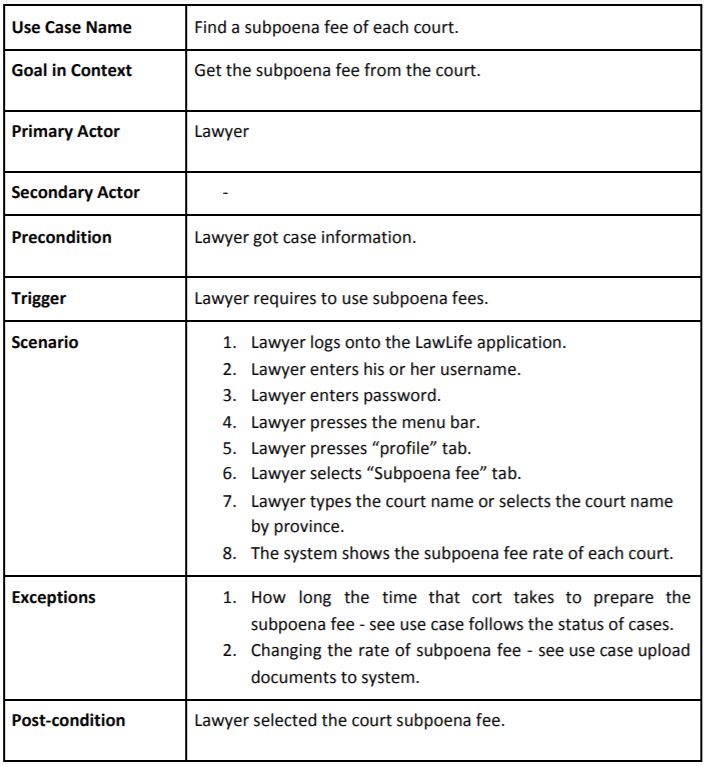 Use Case Name Find a subpoena fee of each court.
Goal in Context Get the subpoena fee from the court.
Primary Actor Lawyer
Secondary Actor -
Precondition Lawyer got case information.
Trigger Lawyer requires to use subpoena fees.
Scenario 1. Lawyer logs onto the LawLife application.
2. Lawyer enters his or her username.
3. Lawyer enters password.
4. Lawyer presses the menu bar.
5. Lawyer presses “profile” tab.
6. Lawyer selects “Subpoena fee” tab.
7. Lawyer types the court name or selects the court name
by province.
8. The system shows the subpoena fee rate of each court.
Exceptions 1. How long the time that cort takes to prepare the
subpoena fee - see use case follows the status of cases.
2. Changing the rate of subpoena fee - see use case upload
documents to system.
Post-condition Lawyer selected the court subpoena fee.